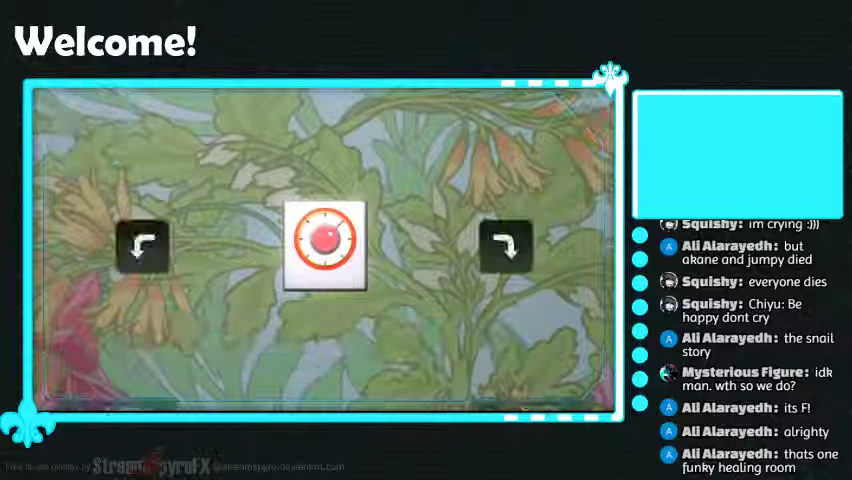 Welcome!
Squishy: im crying :)))
Ali Alarayedh: but
akane and jumpy died
Squishy: everyone dies
Squishy: Chiyu: Be
happy dont cry
Ali Alarayedh: the snail
story
Mysterious Figure: idk
man. wth so we do?
Ali Alarayedh: its F!
Ali Alarayedh: alrighty
Ali Alarayedh: thats one
funky healing room